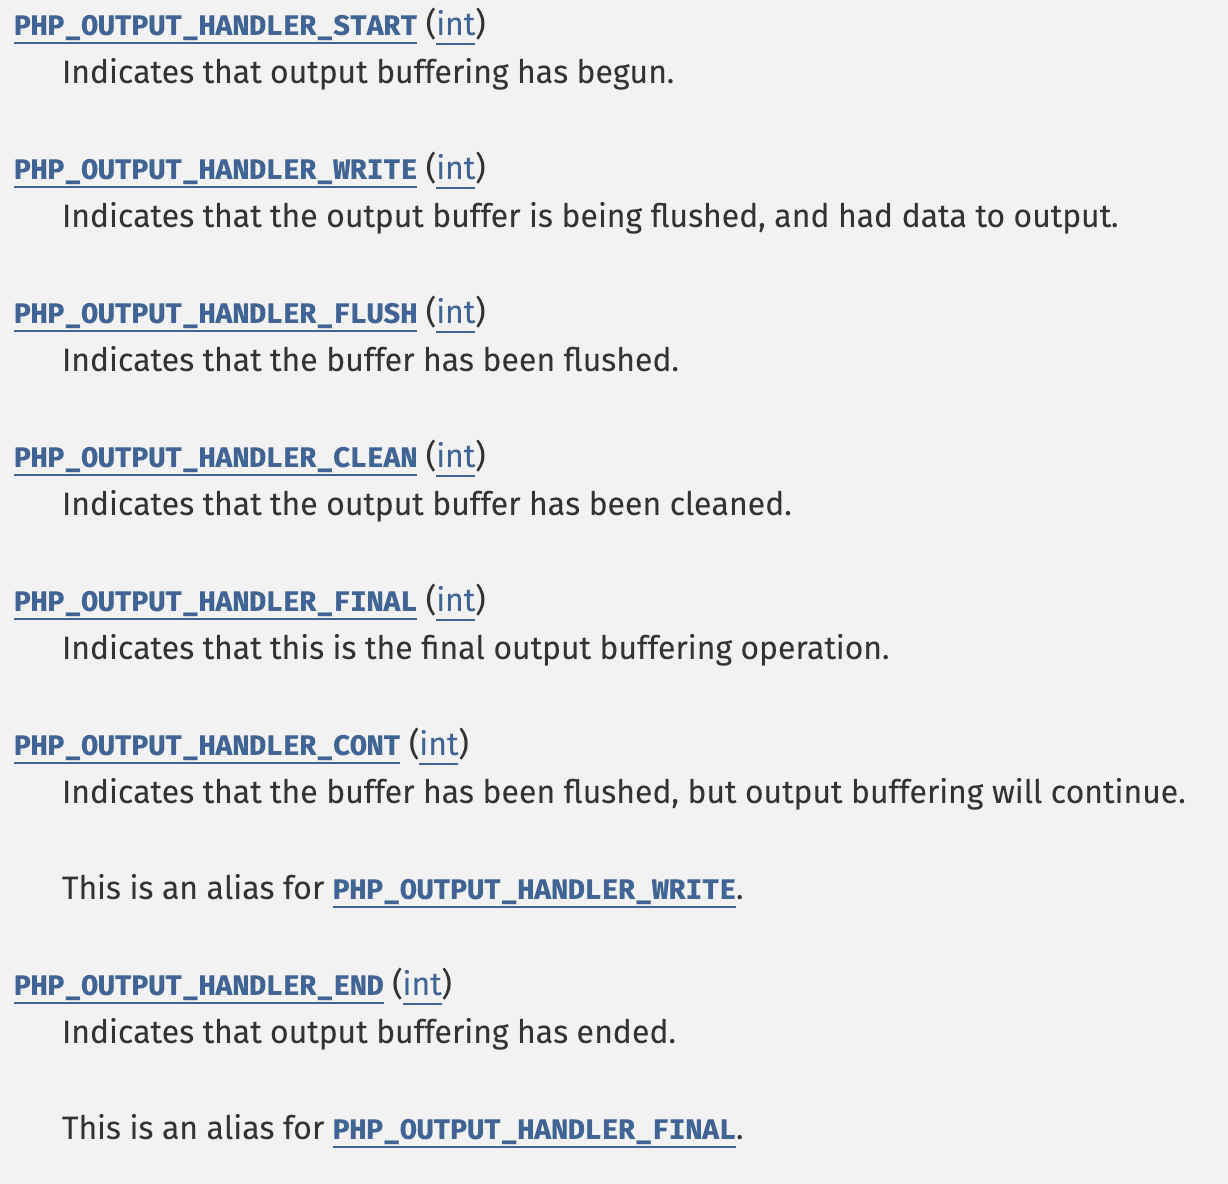 PHP_OUTPUT_HANDLER_START (int)
Indicates that output buffering has begun.
PHP_OUTPUT_HANDLER_WRITE (int)
Indicates that the output buffer is being flushed, and had data to output.
PHP_OUTPUT_HANDLER_FLUSH (int)
Indicates that the buffer has been flushed.
PHP_OUTPUT_HANDLER_CLEAN (int)
Indicates that the output buffer has been cleaned.
PHP_OUTPUT_HANDLER_FINAL (int)
Indicates that this is the final output buffering operation.
PHP_OUTPUT_HANDLER_CONT (int)
Indicates that the buffer has been flushed, but output buffering will continue.
This is an alias for PHP_OUTPUT_HANDLER_WRITE.
PHP_OUTPUT_HANDLER_END (int)
Indicates that output buffering has ended.
This is an alias for PHP_OUTPUT_HANDLER_FINAL.